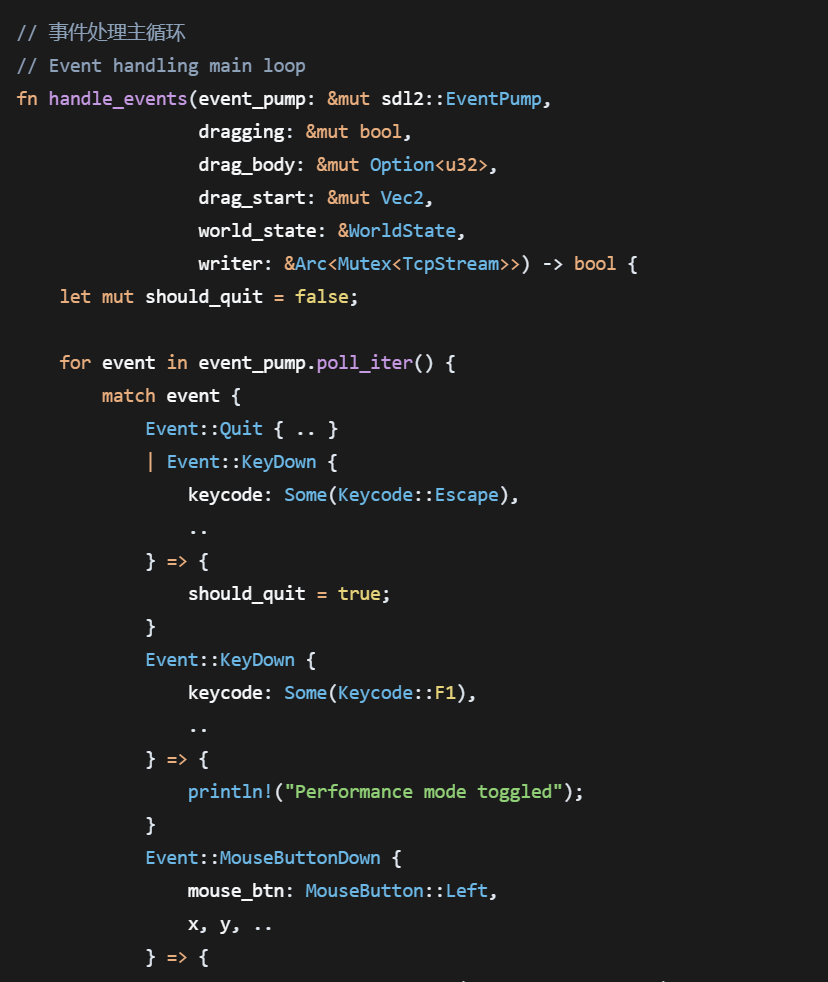 // 事件处理主循环
// Event handling main loop
fn handle_events(event_pump: &mut sdl2::EventPump,
                 dragging: &mut bool,
                 drag_body: &mut Option<u32>,
                 drag_start: &mut Vec2,
                 world_state: &WorldState,
                 writer: &Arc<Mutex<TcpStream>>) -> bool {
    let mut should_quit = false;

    for event in event_pump.poll_iter() {
        match event {
            Event::Quit { .. }
            | Event::KeyDown {
                keycode: Some(Keycode::Escape),
                ..
            } => {
                should_quit = true;
            }
            Event::KeyDown {
                keycode: Some(Keycode::F1),
                ..
            } => {
                println!("Performance mode toggled");
            }
            Event::MouseButtonDown {
                mouse_btn: MouseButton::Left,
                x, y, ..
            } => {